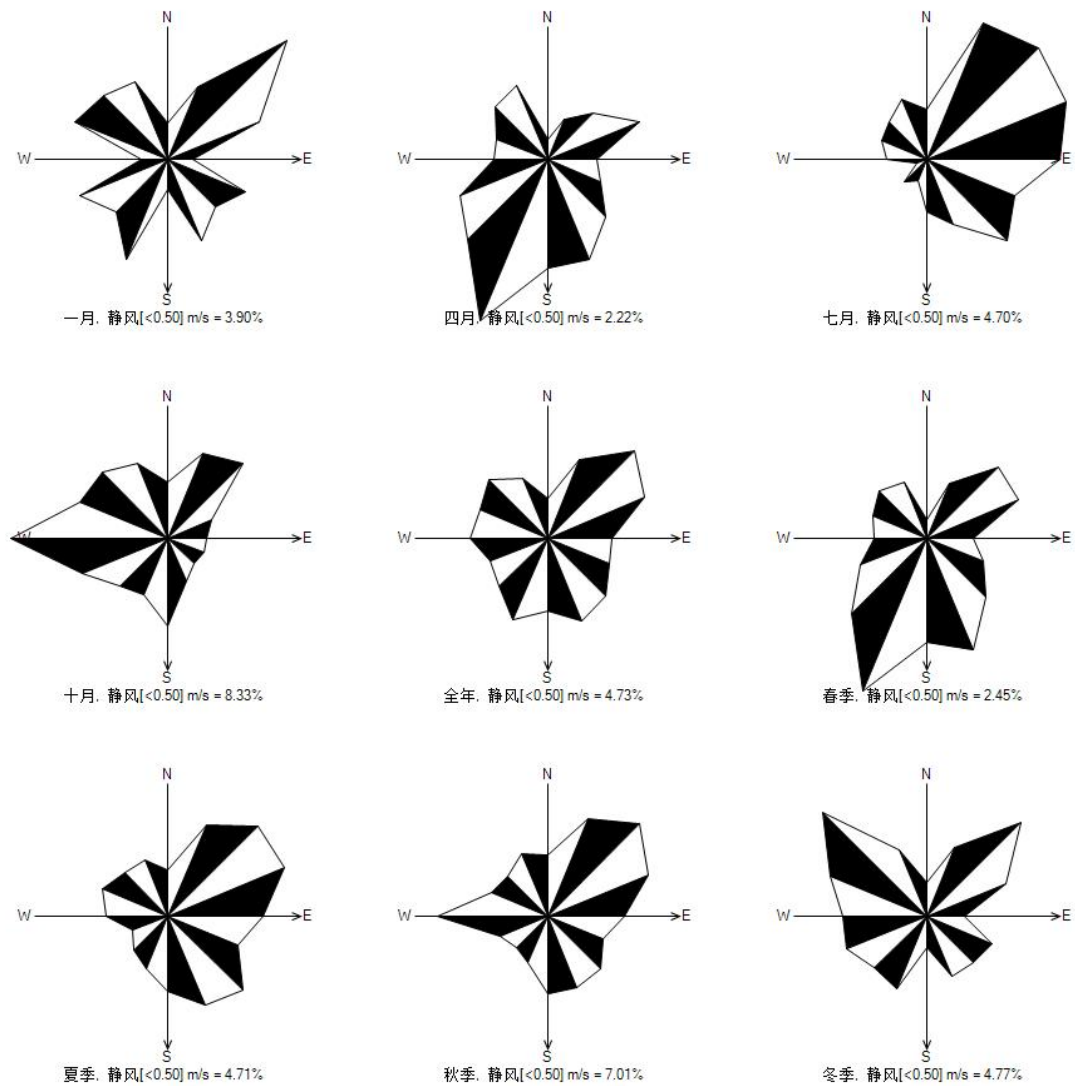 N N N
W E W E W E
S S S
一月, 静风[<0.50] m/s = 3.90% 四月, 静风[<0.50] m/s = 2.22% 七月, 静风[<0.50] m/s = 4.70%
N N N
W E W E W E
S S S
十月, 静风[<0.50] m/s = 8.33% 全年, 静风[<0.50] m/s = 4.73% 春季, 静风[<0.50] m/s = 2.45%
N N N
W E W E W E
S S S
夏季, 静风[<0.50] m/s = 4.71% 秋季, 静风[<0.50] m/s = 7.01% 冬季, 静风[<0.50] m/s = 4.77%